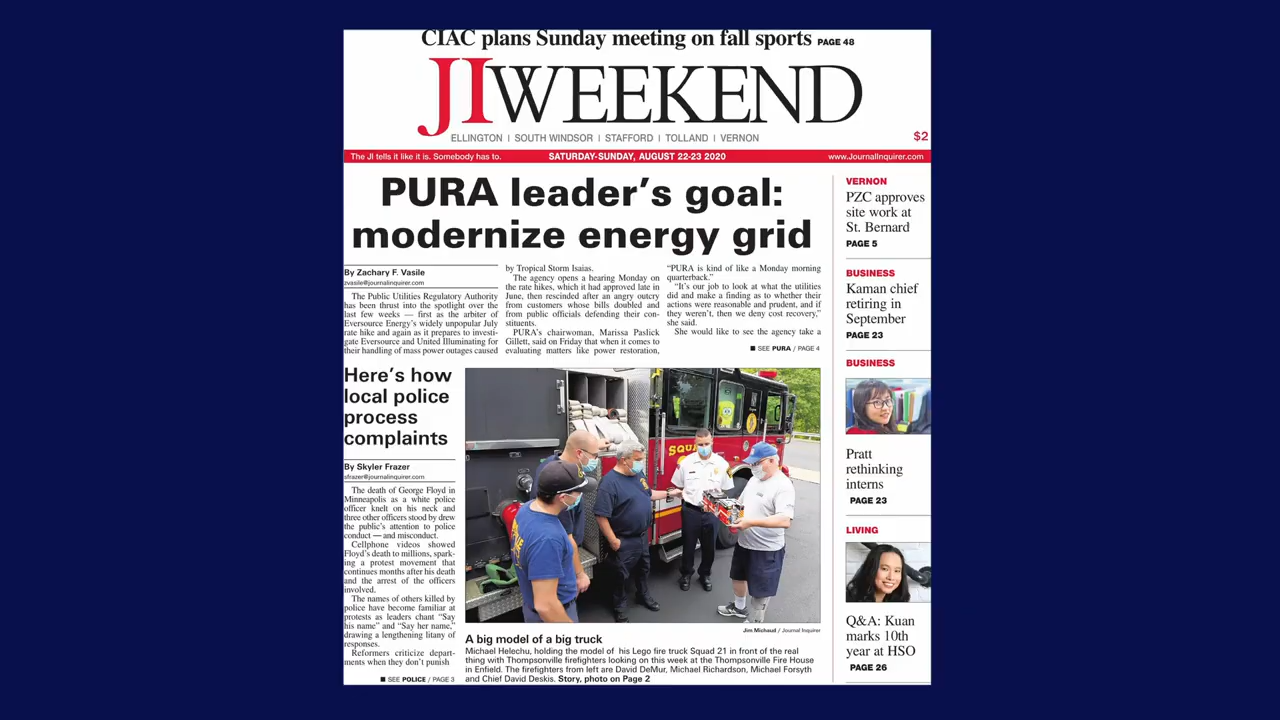 CIAC plans Sunday meeting on fall sports PAGE 48
JIWEEKEND
ELLINGTON | SOUTH WINDSOR | STAFFORD | TOLLAND | VERNON
$2
The JI tells it like it is. Somebody has to.
SATURDAY-SUNDAY, AUGUST 22-23 2020
www.JournalInquirer.com
PURA leader's goal:
modernize energy grid
By Zachary F. Vasile
zvasile@journalinquirer.com
The Public Utilities Regulatory Authority
has been thrust into the spotlight over the
last few weeks — first as the arbiter of
Eversource Energy's widely unpopular July
rate hike and again as it prepares to investi-
gate Eversource and United Illuminating for
their handling of mass power outages caused
by Tropical Storm Isaias.
The agency opens a hearing Monday on
the rate hikes, which it had approved late in
June, then rescinded after an angry outcry
from customers whose bills doubled and
from public officials defending their con-
stituents.
PURA's chairwoman, Marissa Paslick
Gillett, said on Friday that when it comes to
evaluating matters like power restoration,
“PURA is kind of like a Monday morning
quarterback.”
“It's our job to look at what the utilities
did and make a finding as to whether their
actions were reasonable and prudent, and if
they weren't, then we deny cost recovery,”
she said.
She would like to see the agency take a
■ SEE PURA / PAGE 4
Here's how
local police
process
complaints
By Skyler Frazer
sfrazer@journalinquirer.com
The death of George Floyd in
Minneapolis as a white police
officer knelt on his neck and
three other officers stood by drew
the public's attention to police
conduct — and misconduct.
Cellphone videos showed
Floyd's death to millions, spark-
ing a protest movement that
continues months after his death
and the arrest of the officers
involved.
The names of others killed by
police have become familiar at
protests as leaders chant “Say
his name” and “Say her name,”
drawing a lengthening litany of
responses.
Reformers criticize depart-
ments when they don't punish
■ SEE POLICE / PAGE 3
SQUA
Jim Michaud / Journal Inquirer
A big model of a big truck
Michael Helechu, holding the model of his Lego fire truck Squad 21 in front of the real
thing with Thompsonville firefighters looking on this week at the Thompsonville Fire House
in Enfield. The firefighters from left are David DeMur, Michael Richardson, Michael Forsyth
and Chief David Deskis. Story, photo on Page 2
VERNON
PZC approves
site work at
St. Bernard
PAGE 5
BUSINESS
Kaman chief
retiring in
September
PAGE 23
BUSINESS
Pratt
rethinking
interns
PAGE 23
LIVING
Q&A: Kuan
marks 10th
year at HSO
PAGE 26